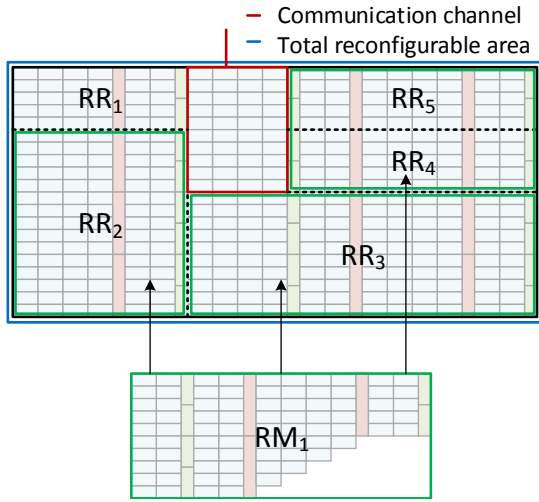 Communication channel
Total reconfigurable area
RR₁
RR₅
RR₄
RR₂
RR₃
RM₁